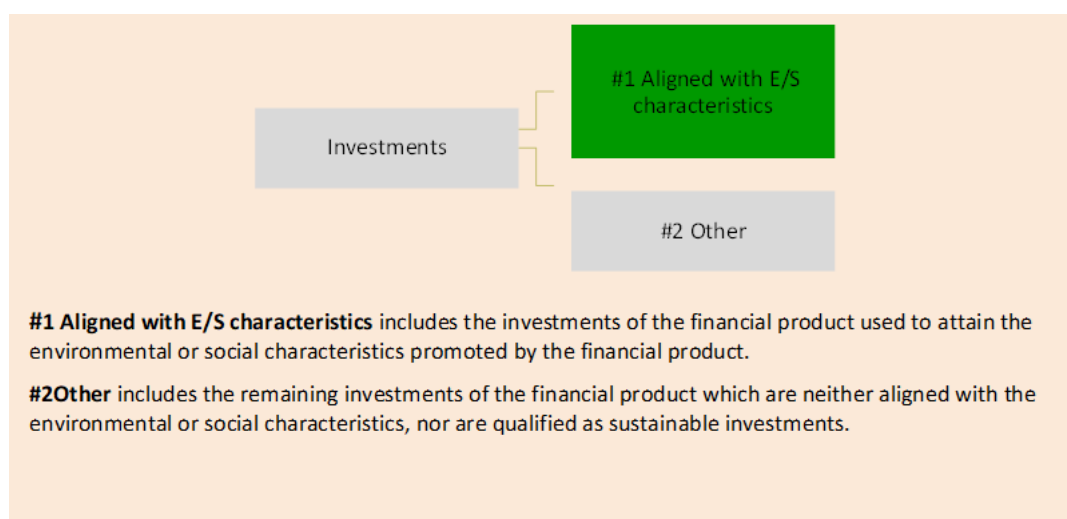 #1 Aligned with E/S
characteristics
Investments
#2 Other
#1 Aligned with E/S characteristics includes the investments of the financial product used to attain the
environmental or social characteristics promoted by the financial product.
#2Other includes the remaining investments of the financial product which are neither aligned with the
environmental or social characteristics, nor are qualified as sustainable investments.